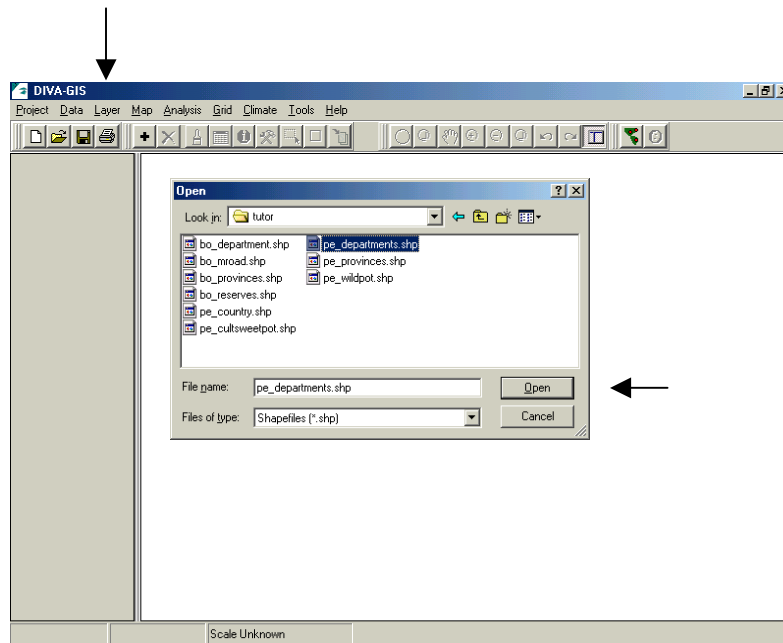 DIVA-GIS
Project Data Layer Map Analysis Grid Climate Tools Help
Open
Look in: tutor
bo_department.shp pe_departments.shp
bo_mroad.shp pe_provinces.shp
bo_provinces.shp pe_wildpot.shp
bo_reserves.shp
pe_country.shp
pe_cultsweetpot.shp
File name: pe_departments.shp Open
Files of type: Shapefiles (*.shp) Cancel
Scale Unknown